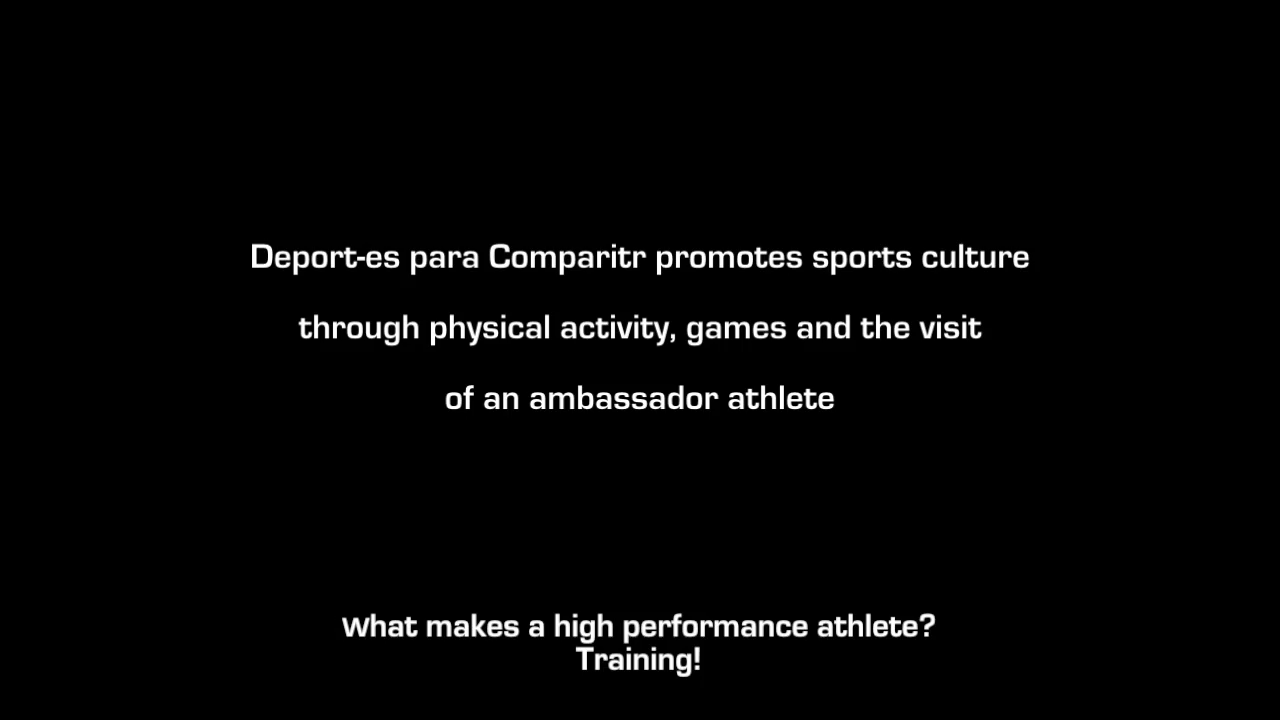 Deport-es para Comparitr promotes sports culture
through physical activity, games and the visit
of an ambassador athlete
What makes a high performance athlete?
Training!